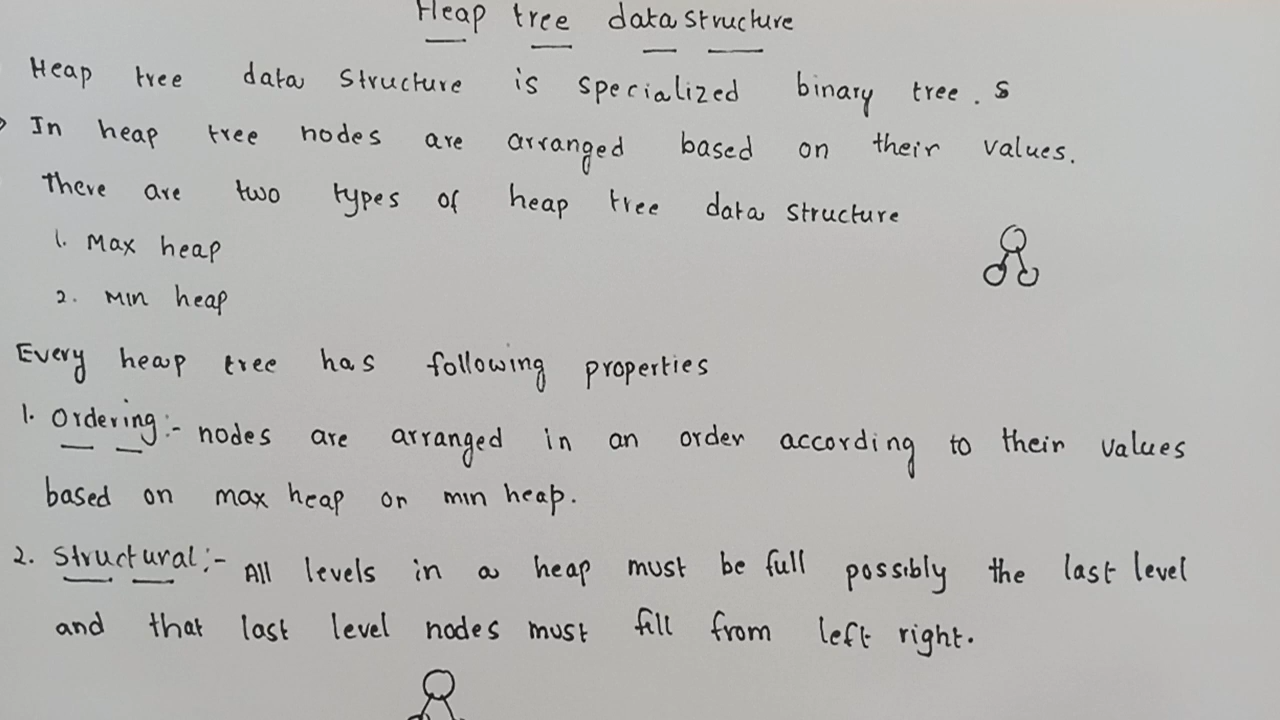 Heap tree data structure
Heap tree data structure is specialized binary tree. s
In heap tree nodes are arranged based on their values.
There are two types of heap tree data structure
1. Max heap
2. Min heap
Every heap tree has following properties
1. Ordering:- nodes are arranged in an order according to their values
based on max heap or min heap.
2. Structural:- All levels in a heap must be full possibly the last level
and that last level nodes must fill from left right.